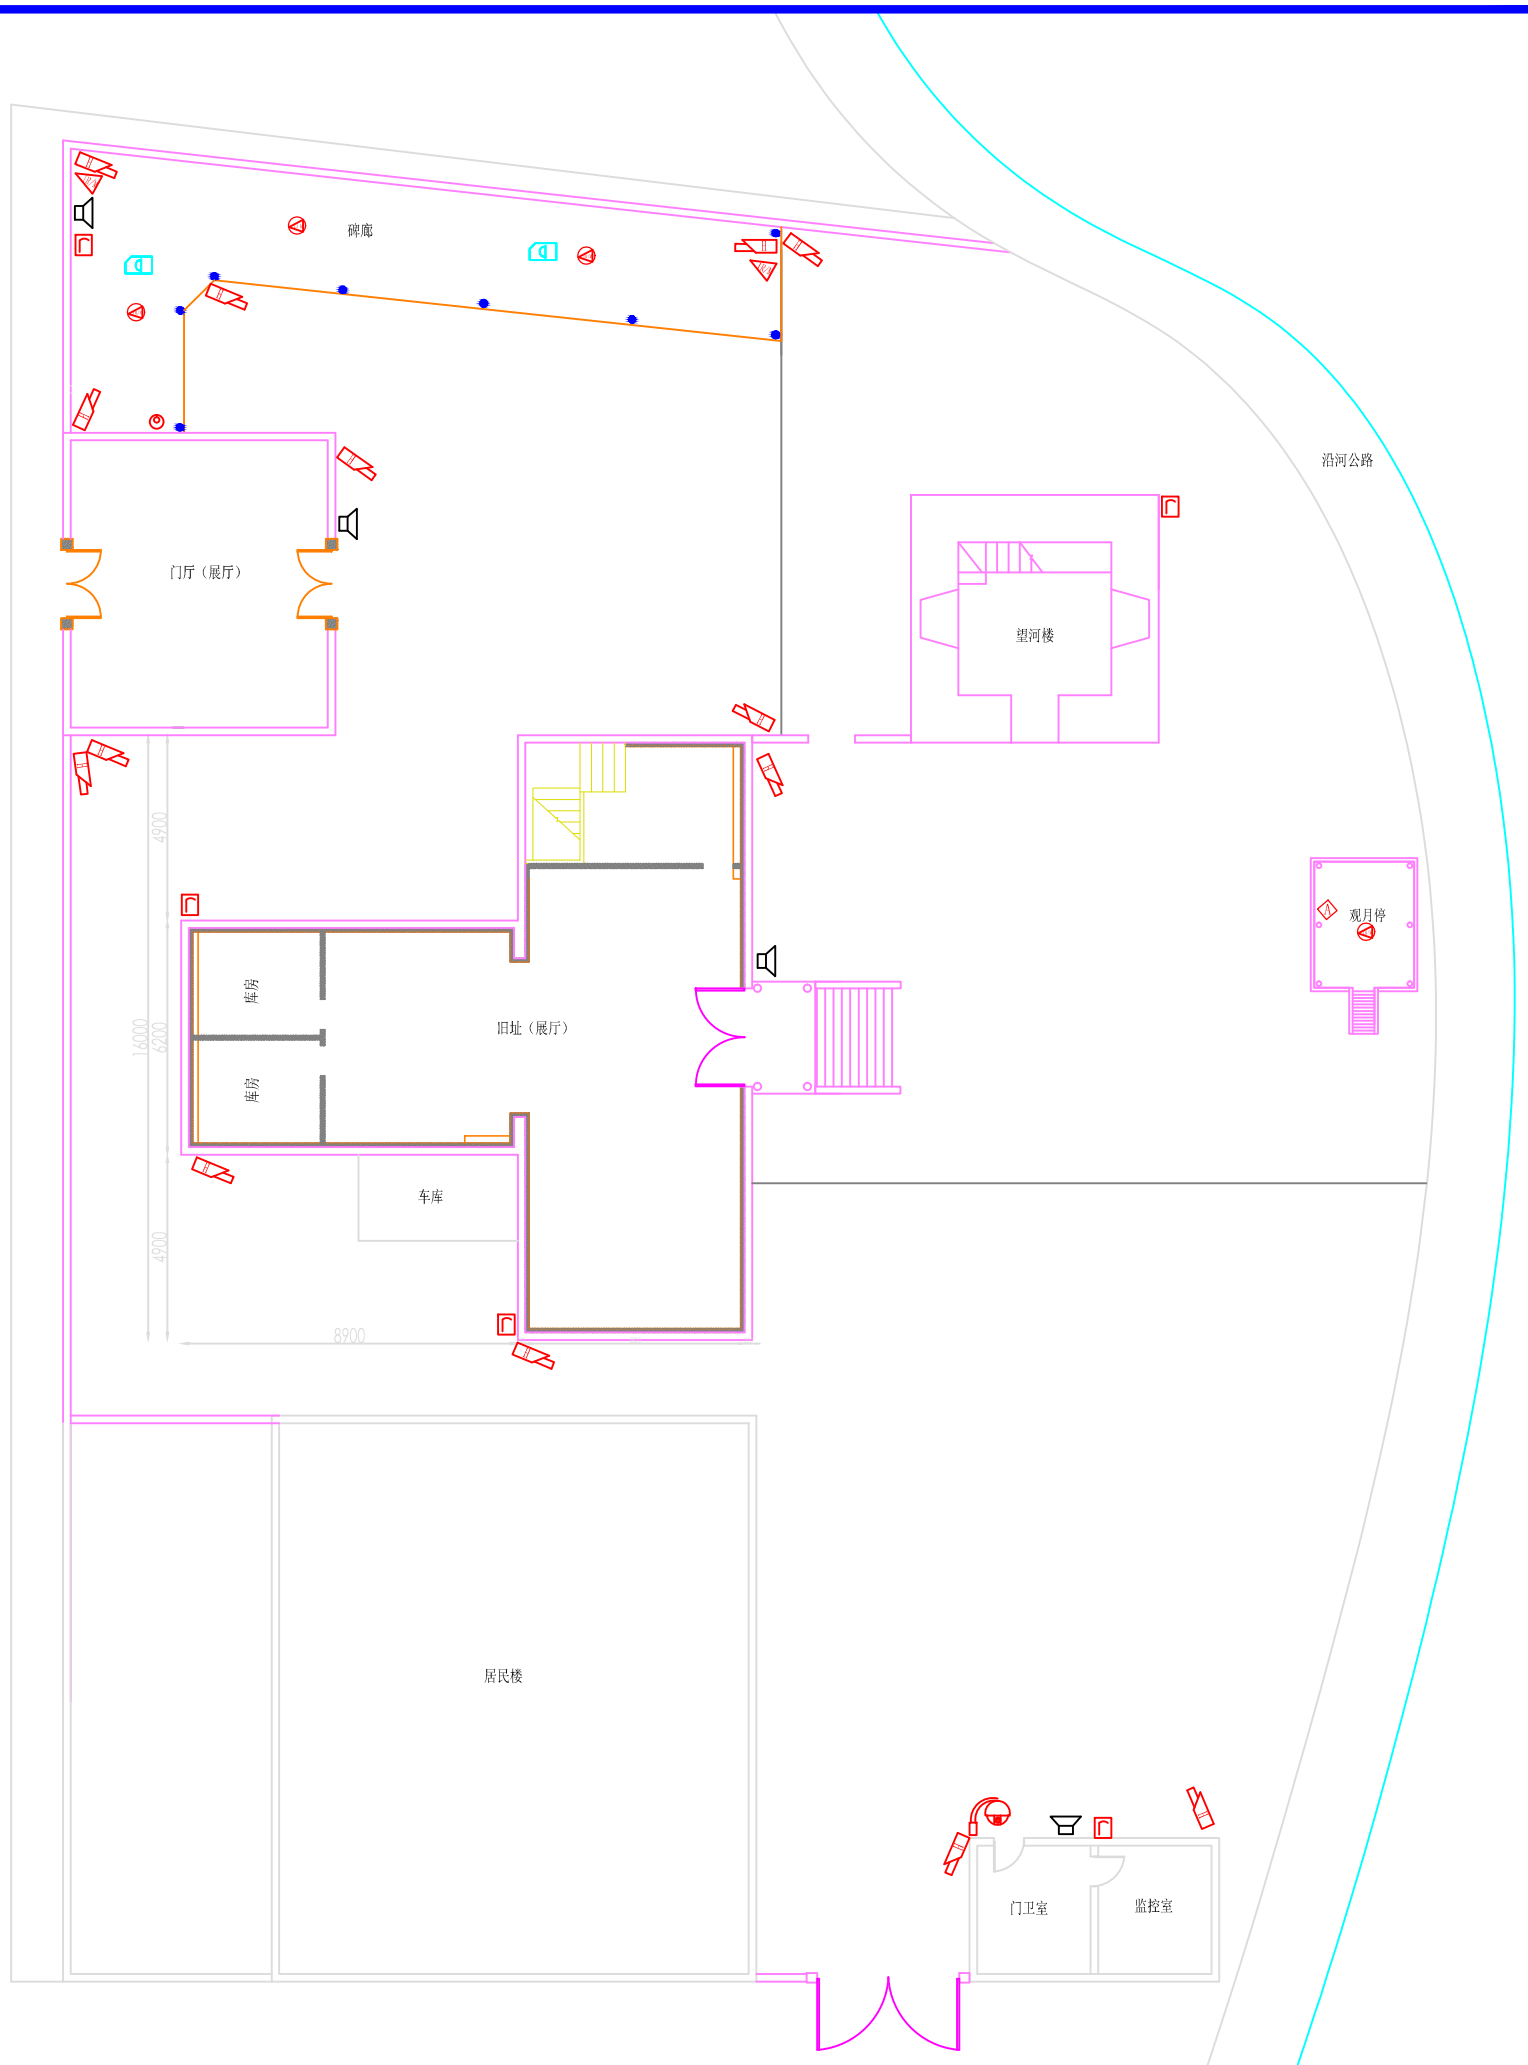 碑廊
沿河公路
门厅（展厅）
望河楼
4900
观月停
库房
旧址（展厅）
16000
6200
库房
车库
4900
8900
居民楼
门卫室
监控室